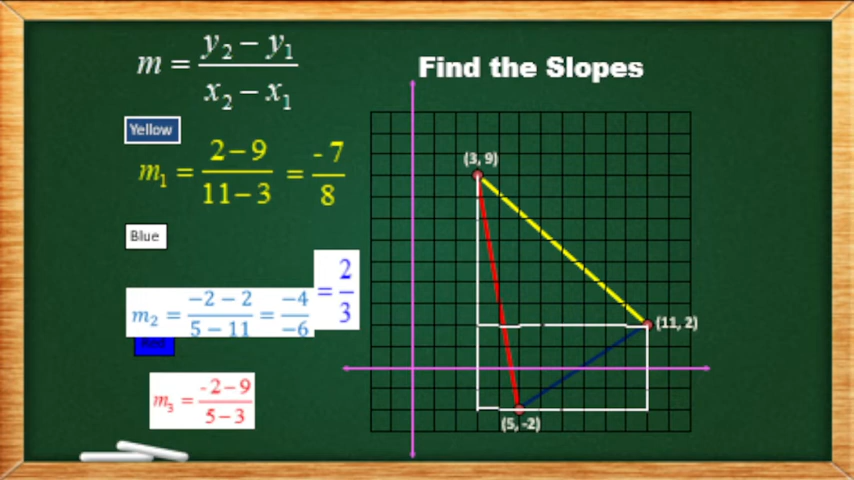 m = (y₂ − y₁)/(x₂ − x₁)
Find the Slopes
Yellow
m₁ = (2 − 9)/(11 − 3) = -7/8
Blue
m₂ = (−2 − 2)/(5 − 11) = −4/−6 = 2/3
Red
m₃ = (-2 − 9)/(5 − 3)
(3, 9)
(11, 2)
(5, -2)